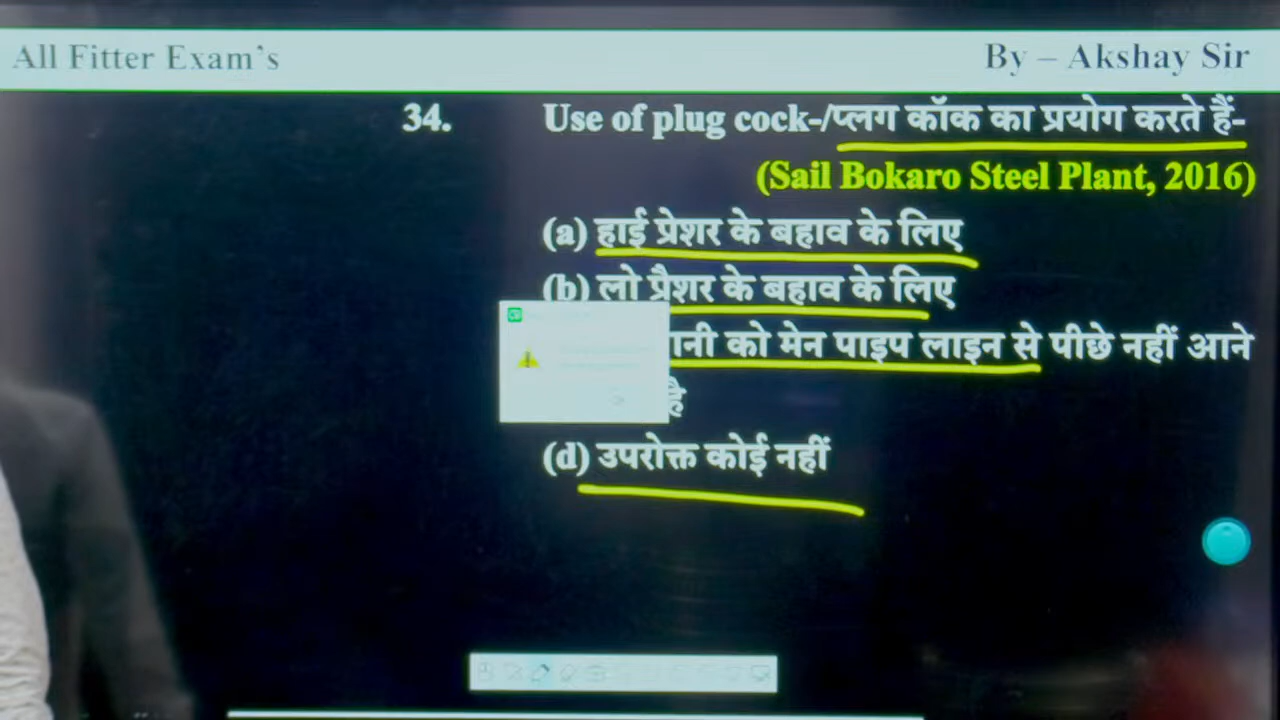 All Fitter Exam's
By – Akshay Sir
34. Use of plug cock-/प्लग कॉक का प्रयोग करते हैं-
(Sail Bokaro Steel Plant, 2016)
(a) हाई प्रेशर के बहाव के लिए
(b) लो प्रैशर के बहाव के लिए
को मेन पाइप लाइन से पीछे नहीं आने
है
(d) उपरोक्त कोई नहीं